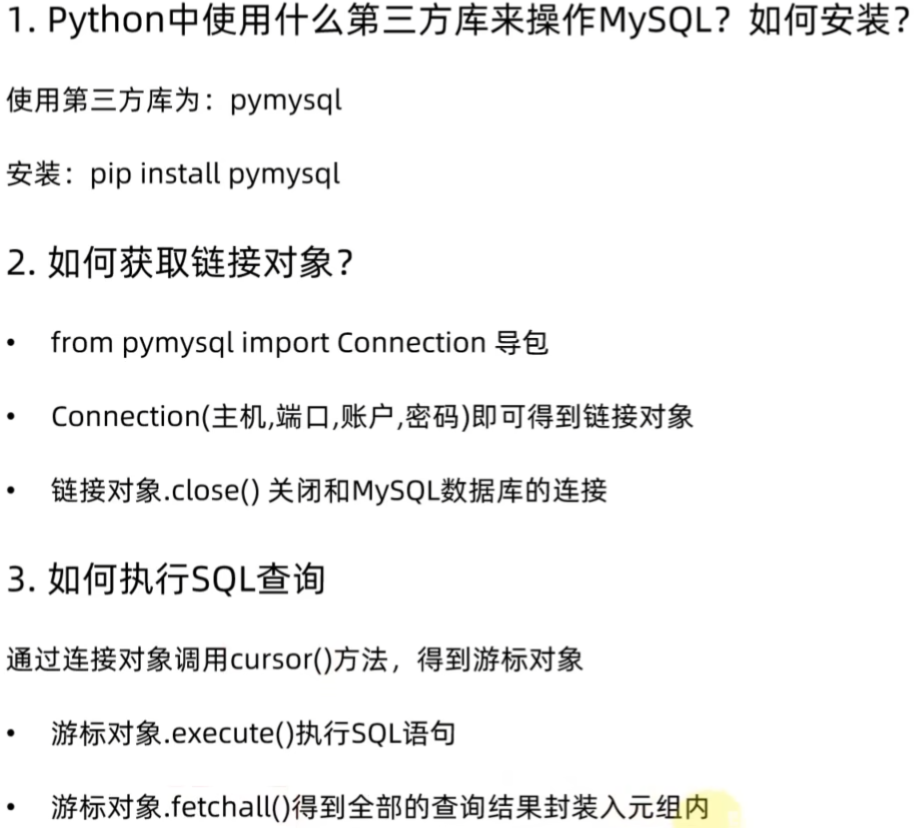 1. Python中使用什么第三方库来操作MySQL？如何安装？
使用第三方库为：pymysql
安装：pip install pymysql
2. 如何获取链接对象？
• from pymysql import Connection 导包
• Connection(主机,端口,账户,密码)即可得到链接对象
• 链接对象.close() 关闭和MySQL数据库的连接
3. 如何执行SQL查询
通过连接对象调用cursor()方法，得到游标对象
• 游标对象.execute()执行SQL语句
• 游标对象.fetchall()得到全部的查询结果封装入元组内